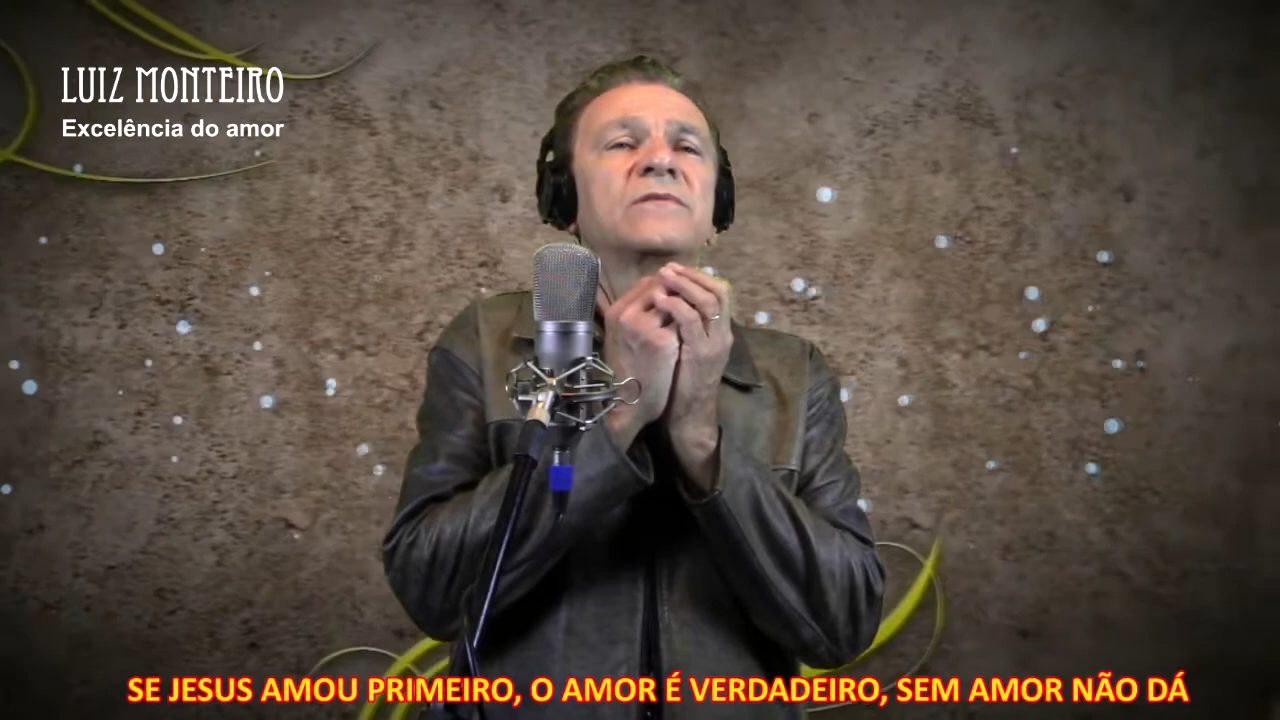 LUIZ MONTEIRO
Excelência do amor
SE JESUS AMOU PRIMEIRO, O AMOR É VERDADEIRO, SEM AMOR NÃO DÁ